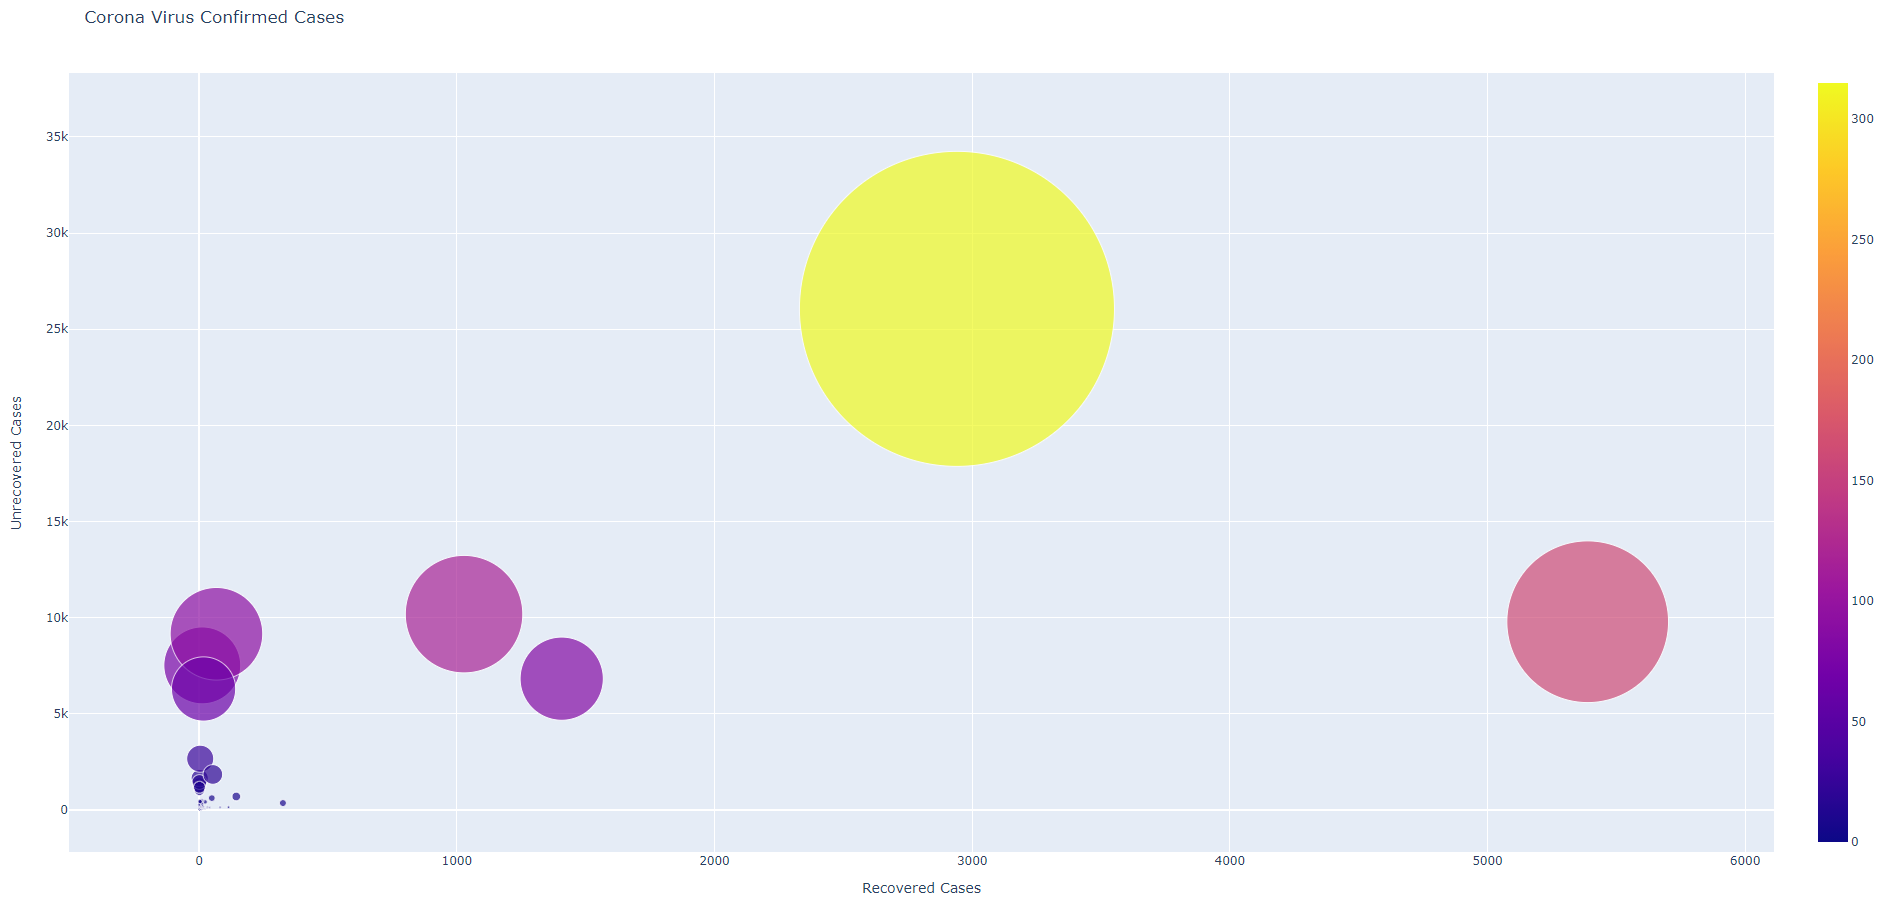 Corona Virus Confirmed Cases
35k
30k
25k
20k
15k
10k
5k
0
Unrecovered Cases
0 1000 2000 3000 4000 5000 6000
Recovered Cases
300
250
200
150
100
50
0